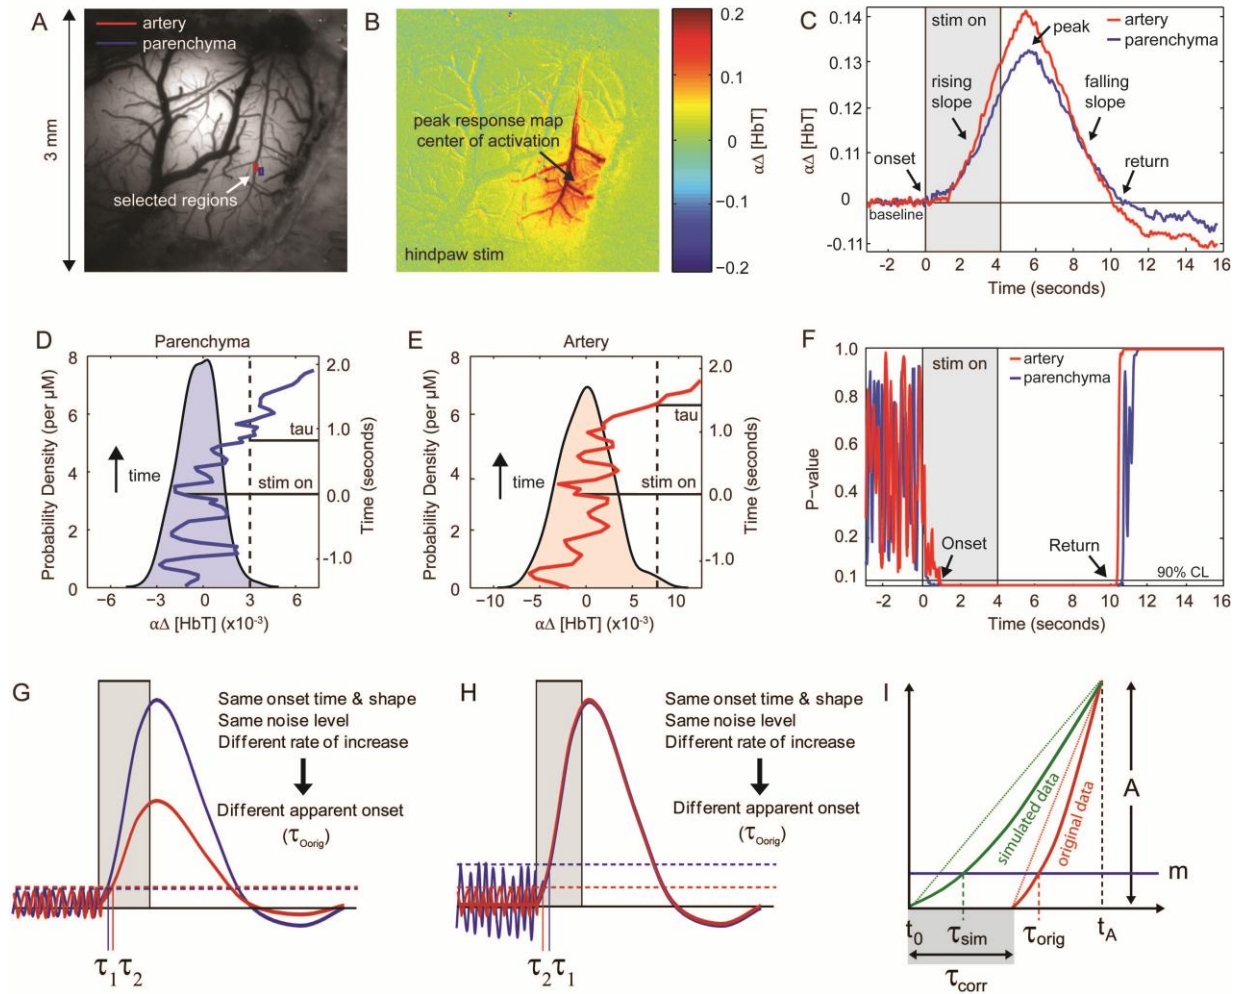 A
artery
parenchyma
3 mm
selected regions
B
peak response map
center of activation
hindpaw stim
0.2
0.1
0
−0.1
−0.2
αΔ [HbT]
C
stim on
peak
artery
parenchyma
rising
slope
falling
slope
onset
return
baseline
0.14
0.13
0.12
0.11
0
-0.11
αΔ [HbT]
-2 0 2 4 6 8 10 12 14 16
Time (seconds)
D
Parenchyma
8
6
4
2
0
Probability Density (per μM)
time
tau
stim on
2.0
1.0
0.0
-1.0
Time (seconds)
−6 −3 0 3 6
αΔ [HbT] (x10-3)
E
Artery
8
6
4
2
0
Probability Density (per μM)
time
tau
stim on
2.0
1.0
0.0
-1.0
Time (seconds)
−10 −5 0 5 10
αΔ [HbT] (x10-3)
F
stim on
artery
parenchyma
1.0
0.8
0.6
0.4
0.2
0.1
P−value
Onset
Return
90% CL
−2 0 2 4 6 8 10 12 14 16
Time (seconds)
G
Same onset time & shape
Same noise level
Different rate of increase
Different apparent onset
(τOorig)
τ1 τ2
H
Same onset time & shape
Same noise level
Different rate of increase
Different apparent onset
(τOorig)
τ2 τ1
I
simulated data
original data
A
m
t0
τsim
τorig
tA
τcorr